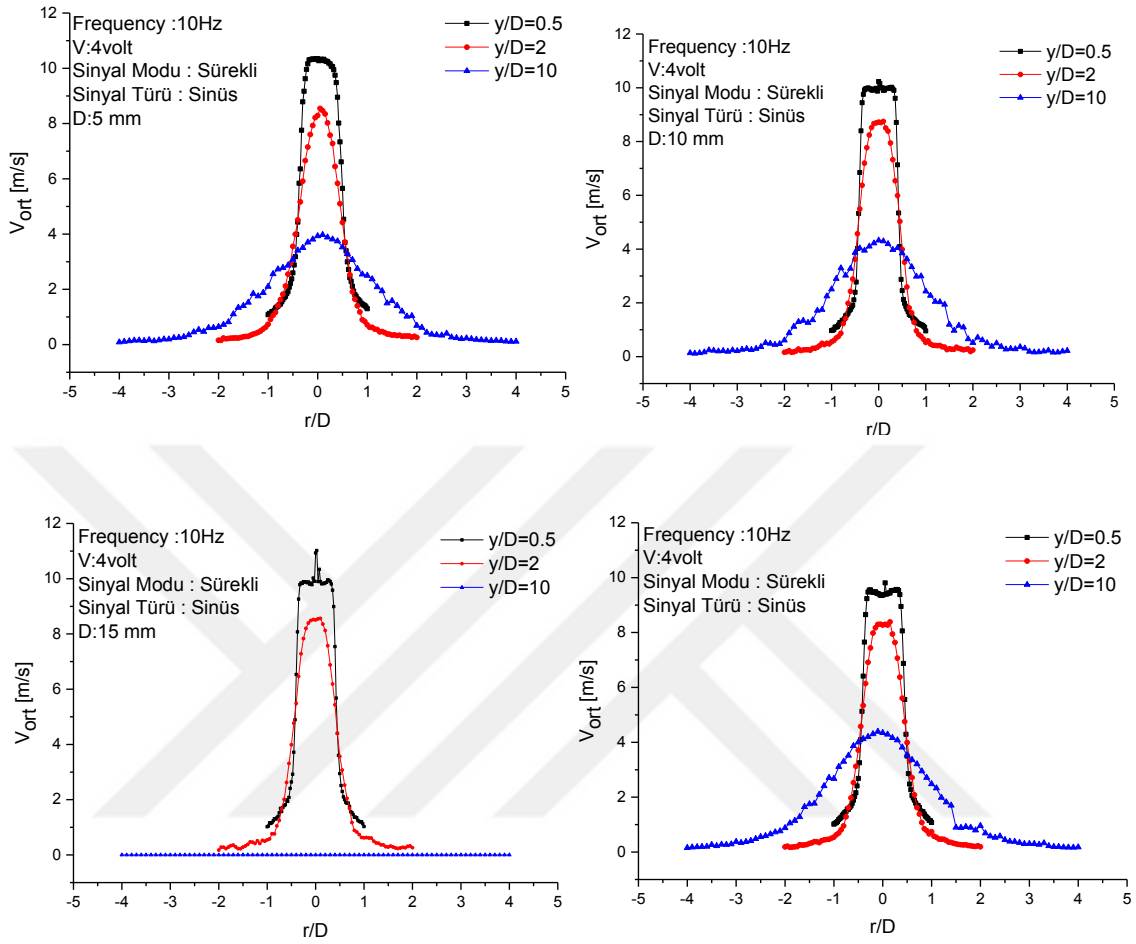 Frequency :10Hz
V:4volt
Sinyal Modu : Sürekli
Sinyal Türü : Sinüs
D:5 mm
y/D=0.5
y/D=2
y/D=10
12
10
8
6
4
2
0
V_ort [m/s]
-5 -4 -3 -2 -1 0 1 2 3 4 5
r/D
Frequency :10Hz
V:4volt
Sinyal Modu : Sürekli
Sinyal Türü : Sinüs
D:10 mm
y/D=0.5
y/D=2
y/D=10
12
10
8
6
4
2
0
V_ort [m/s]
-5 -4 -3 -2 -1 0 1 2 3 4 5
r/D
Frequency :10Hz
V:4volt
Sinyal Modu : Sürekli
Sinyal Türü : Sinüs
D:15 mm
y/D=0.5
y/D=2
y/D=10
12
10
8
6
4
2
0
V_ort [m/s]
-5 -4 -3 -2 -1 0 1 2 3 4 5
r/D
Frequency :10Hz
V:4volt
Sinyal Modu : Sürekli
Sinyal Türü : Sinüs
y/D=0.5
y/D=2
y/D=10
12
10
8
6
4
2
0
V_ort [m/s]
-5 -4 -3 -2 -1 0 1 2 3 4 5
r/D